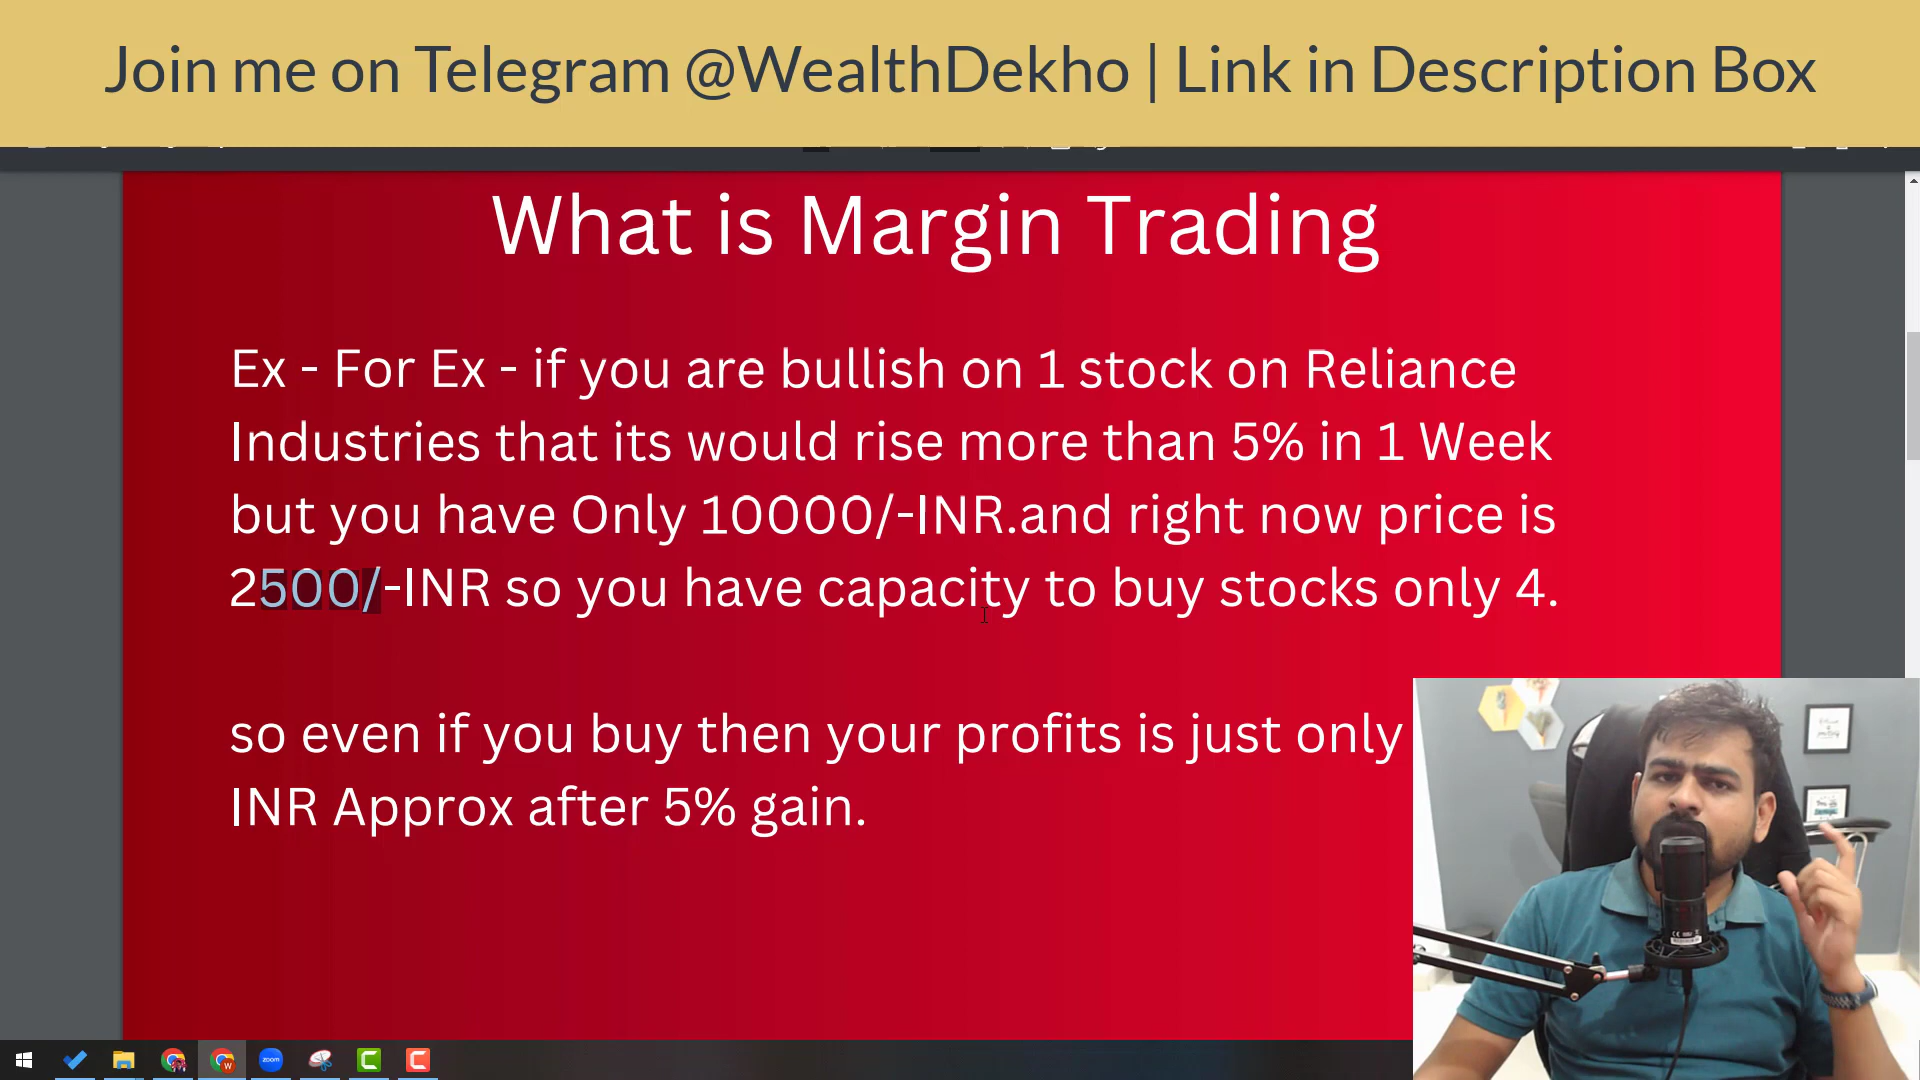 Join me on Telegram @WealthDekho | Link in Description Box
What is Margin Trading
Ex - For Ex - if you are bullish on 1 stock on Reliance
Industries that its would rise more than 5% in 1 Week
but you have Only 10000/-INR.and right now price is
2500/-INR so you have capacity to buy stocks only 4.
so even if you buy then your profits is just only
INR Approx after 5% gain.
zoom